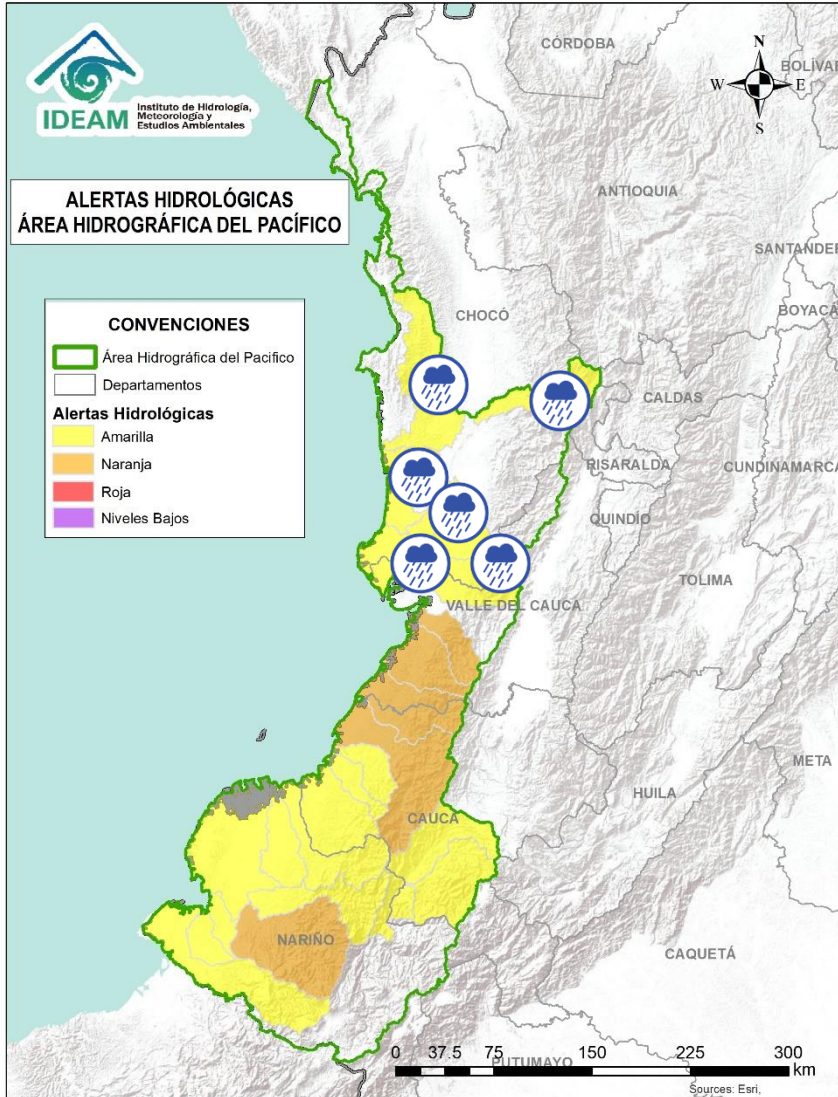 IDEAM
Instituto de Hidrología,
Meteorología y
Estudios Ambientales
ALERTAS HIDROLÓGICAS
ÁREA HIDROGRÁFICA DEL PACÍFICO
N
W E
S
CONVENCIONES
Área Hidrográfica del Pacifico
Departamentos
Alertas Hidrológicas
Amarilla
Naranja
Roja
Niveles Bajos
CÓRDOBA
BOLÍVAR
ANTIOQUIA
SANTANDER
BOYACÁ
CHOCÓ
CALDAS
RISARALDA
CUNDINAMARCA
QUINDÍO
TOLIMA
VALLE DEL CAUCA
META
HUILA
CAUCA
NARIÑO
CAQUETÁ
PUTUMAYO
0 37.5 75 150 225 300
km
Sources: Esri,